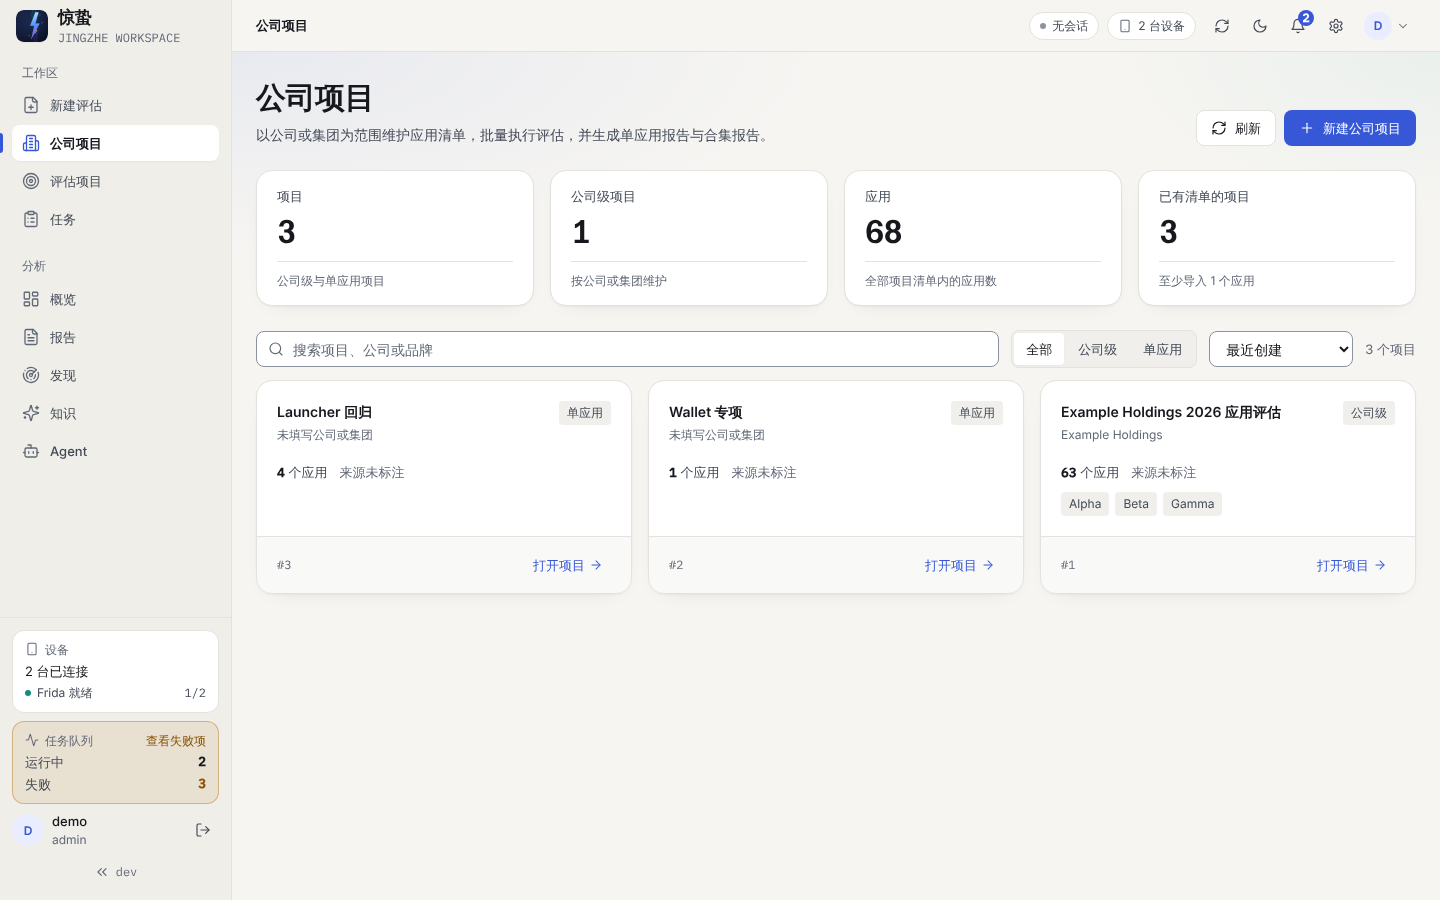 惊蛰
JINGZHE WORKSPACE
工作区
新建评估
公司项目
评估项目
任务
分析
概览
报告
发现
知识
Agent
设备
2 台已连接
Frida 就绪 1/2
任务队列 查看失败项
运行中 2
失败 3
D demo
admin
dev
公司项目
无会话
2 台设备
2
D
公司项目
以公司或集团为范围维护应用清单，批量执行评估，并生成单应用报告与合集报告。
刷新
新建公司项目
项目
3
公司级与单应用项目
公司级项目
1
按公司或集团维护
应用
68
全部项目清单内的应用数
已有清单的项目
3
至少导入 1 个应用
搜索项目、公司或品牌
全部 公司级 单应用
最近创建
3 个项目
Launcher 回归 单应用
未填写公司或集团
4 个应用 来源未标注
#3 打开项目
Wallet 专项 单应用
未填写公司或集团
1 个应用 来源未标注
#2 打开项目
Example Holdings 2026 应用评估 公司级
Example Holdings
63 个应用 来源未标注
Alpha Beta Gamma
#1 打开项目